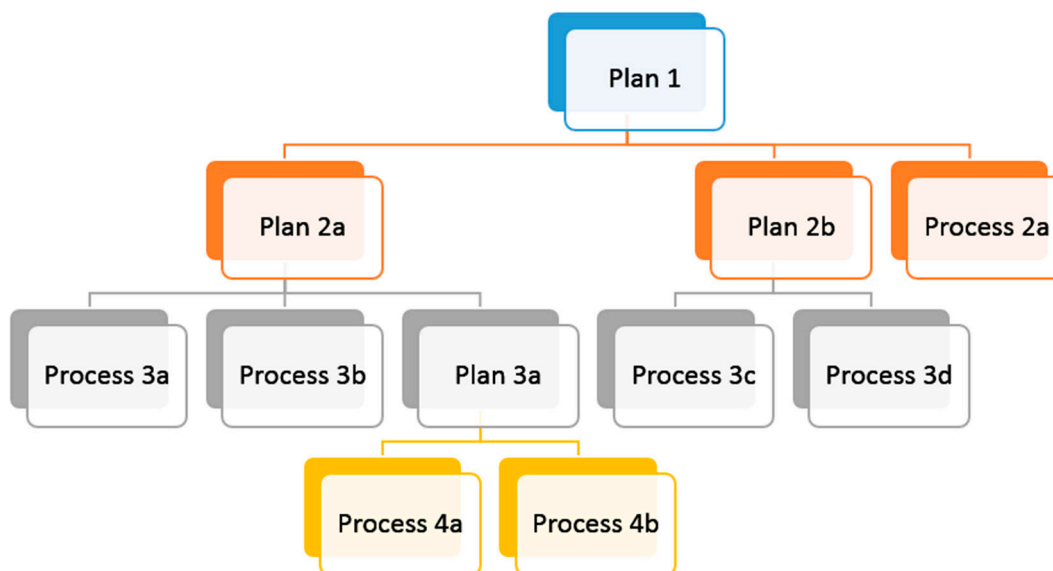 Plan 1
Plan 2a
Plan 2b
Process 2a
Process 3a
Process 3b
Plan 3a
Process 3c
Process 3d
Process 4a
Process 4b